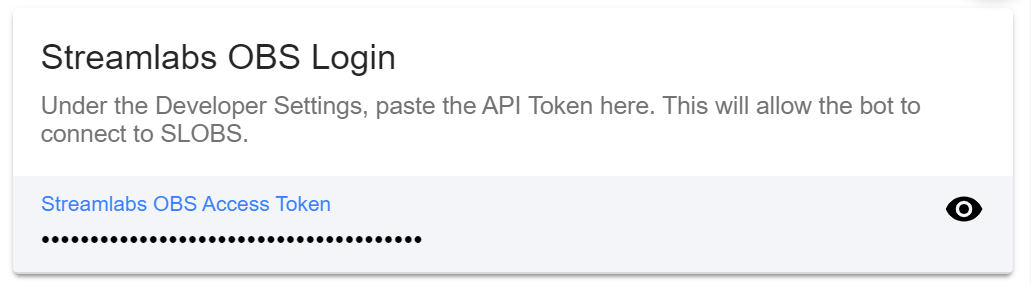 Streamlabs OBS Login
Under the Developer Settings, paste the API Token here. This will allow the bot to
connect to SLOBS.
Streamlabs OBS Access Token
•••••••••••••••••••••••••••••••••••••••